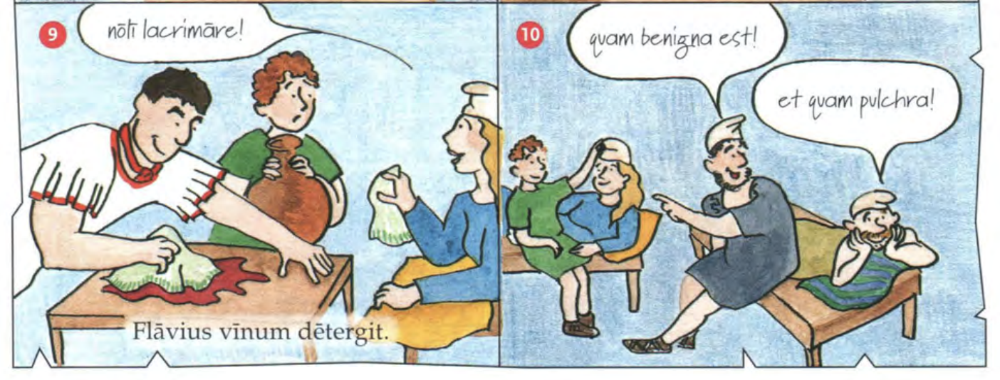 9
nōlī lacrimāre!
Flāvius vīnum dētergit.
10
quam benigna est!
et quam pulchra!